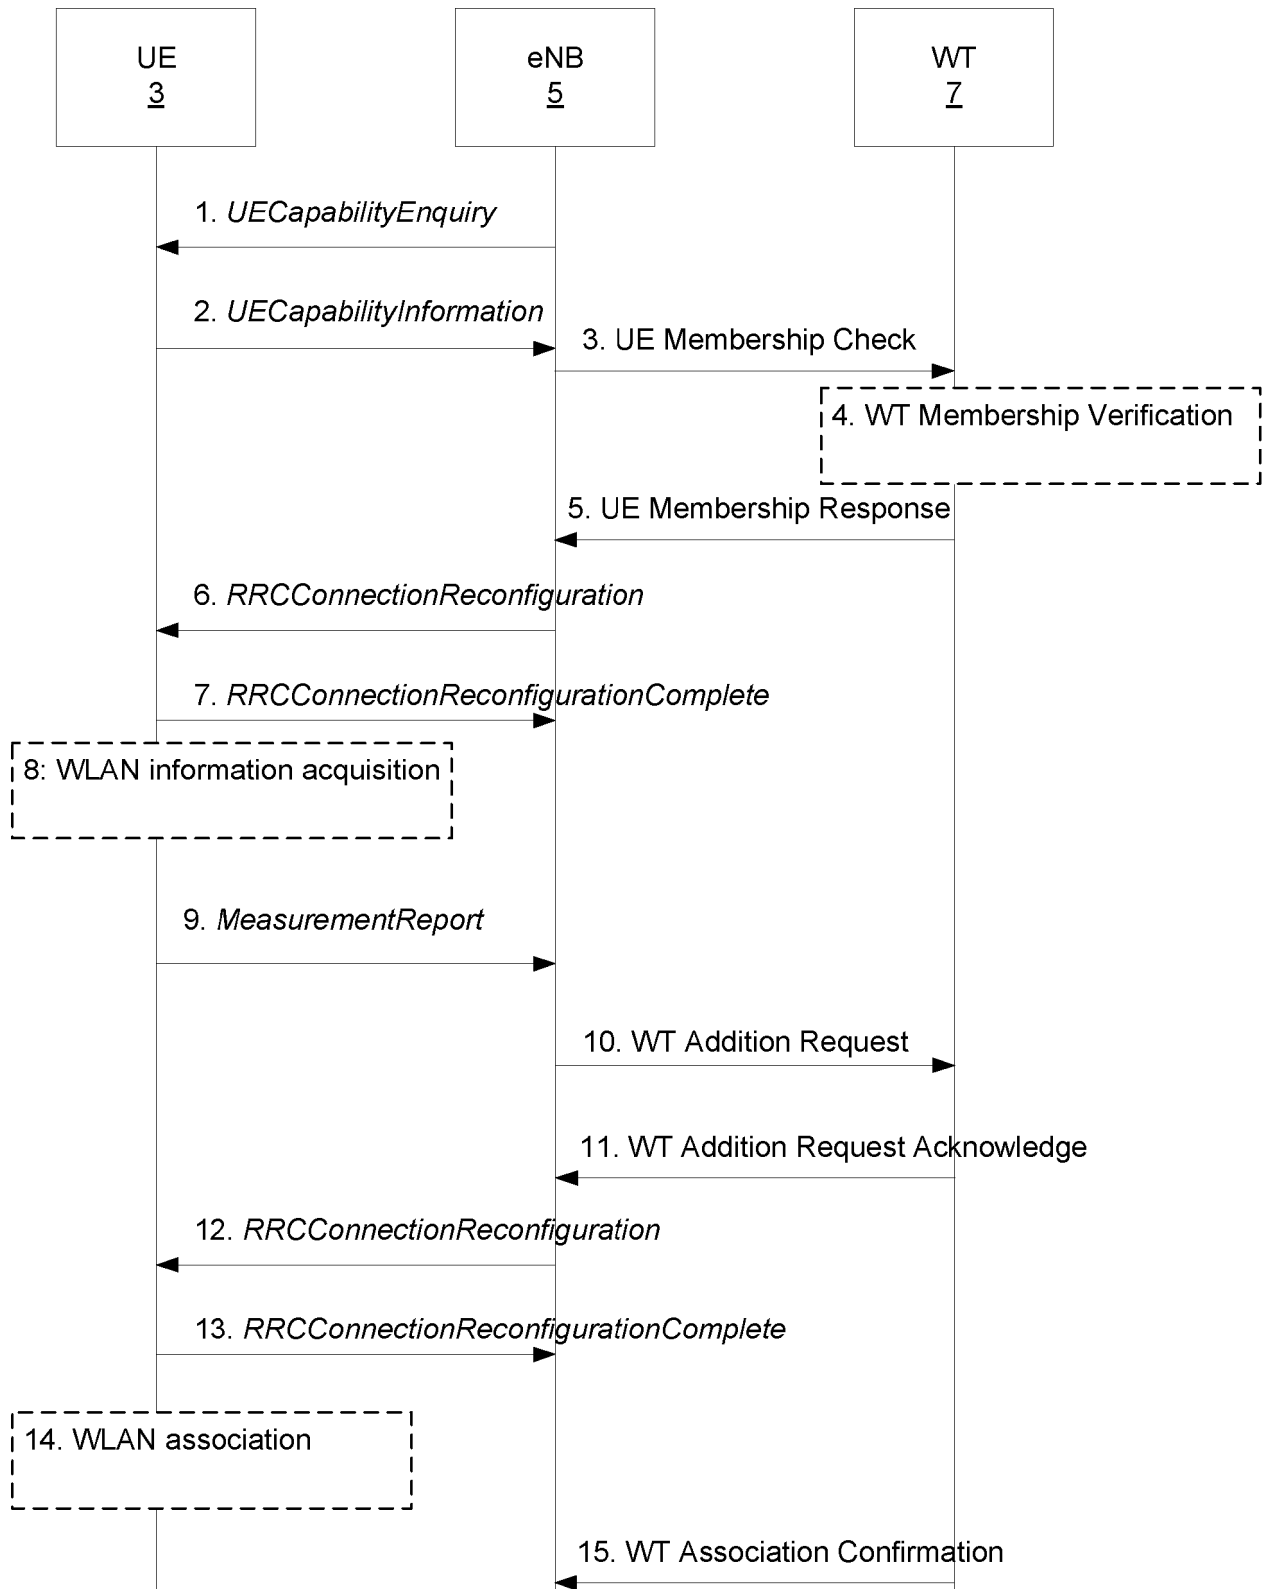 UE
3
eNB
5
WT
7
1. UECapabilityEnquiry
2. UECapabilityInformation
3. UE Membership Check
4. WT Membership Verification
5. UE Membership Response
6. RRCConnectionReconfiguration
7. RRCConnectionReconfigurationComplete
8: WLAN information acquisition
9. MeasurementReport
10. WT Addition Request
11. WT Addition Request Acknowledge
12. RRCConnectionReconfiguration
13. RRCConnectionReconfigurationComplete
14. WLAN association
15. WT Association Confirmation